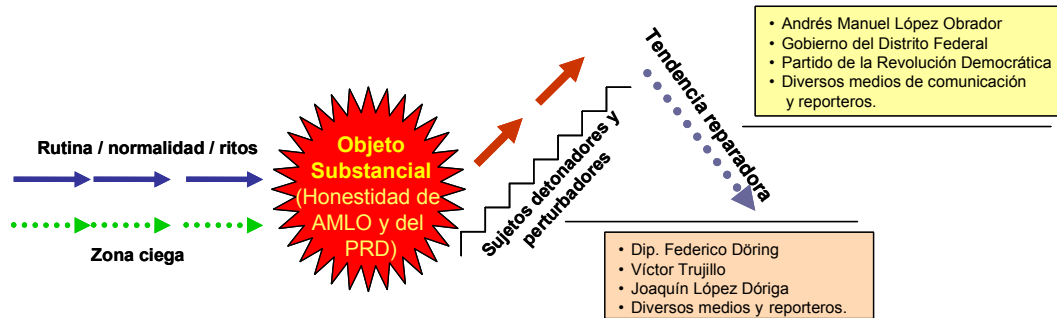 Rutina / normalidad / ritos
Zona ciega
Objeto
Substancial
(Honestidad de
AMLO y del
PRD)
Sujetos detonadores y
perturbadores
Tendencia reparadora
• Andrés Manuel López Obrador
• Gobierno del Distrito Federal
• Partido de la Revolución Democrática
• Diversos medios de comunicación
y reporteros.
• Dip. Federico Döring
• Víctor Trujillo
• Joaquín López Dóriga
• Diversos medios y reporteros.